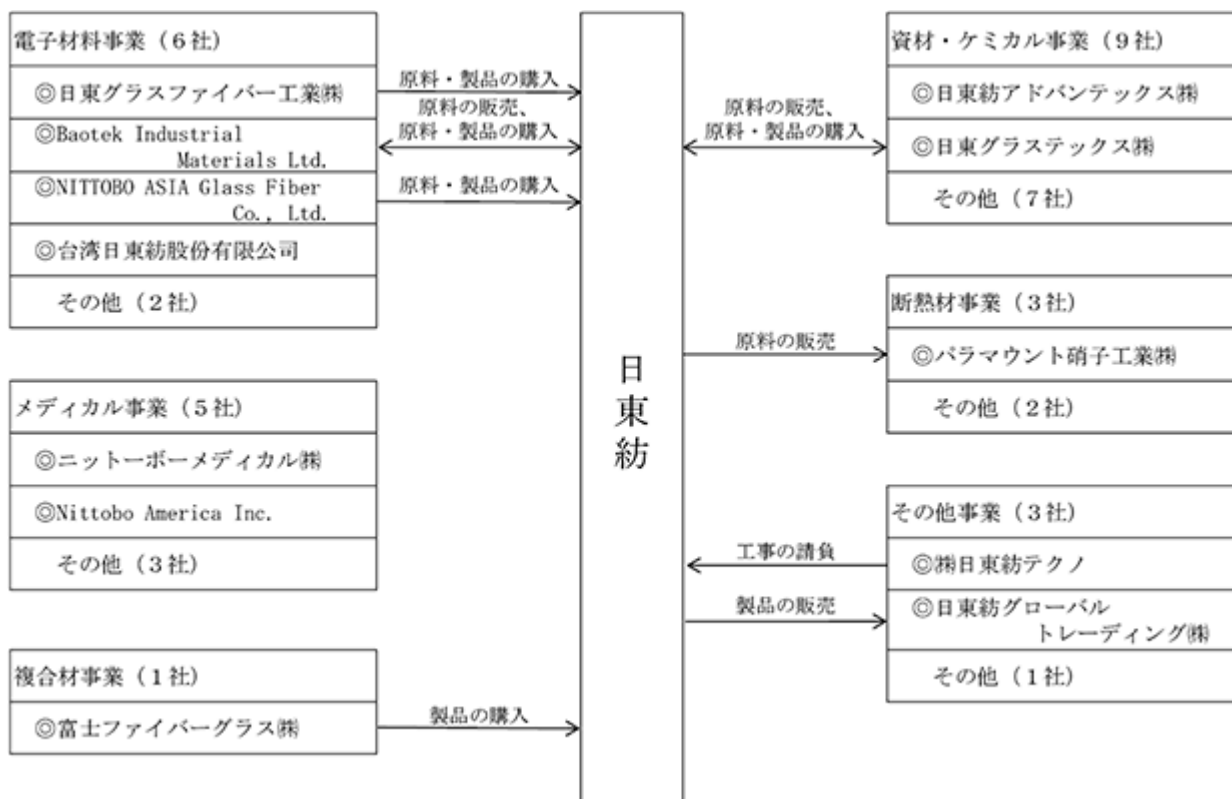 電子材料事業（６社）
◎日東グラスファイバー工業㈱
◎Baotek Industrial
Materials Ltd.
◎NITTOBO ASIA Glass Fiber
Co., Ltd.
◎台湾日東紡股份有限公司
その他（２社）
原料・製品の購入
原料の販売、
原料・製品の購入
原料・製品の購入
メディカル事業（５社）
◎ニットーボーメディカル㈱
◎Nittobo America Inc.
その他（３社）
複合材事業（１社）
◎富士ファイバーグラス㈱
製品の購入
日東紡
資材・ケミカル事業（９社）
◎日東紡アドバンテックス㈱
◎日東グラステックス㈱
その他（７社）
原料の販売、
原料・製品の購入
断熱材事業（３社）
◎パラマウント硝子工業㈱
その他（２社）
原料の販売
その他事業（３社）
◎㈱日東紡テクノ
◎日東紡グローバル
トレーディング㈱
その他（１社）
工事の請負
製品の販売